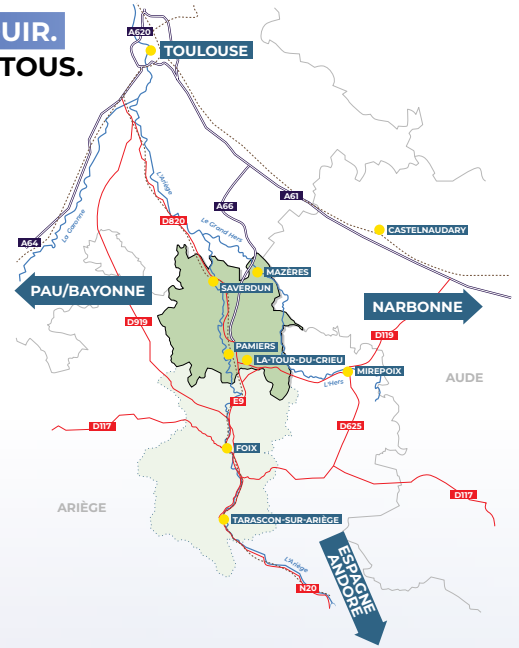 UIR.
TOUS.
A620
TOULOUSE
L'Ariège
A66
A61
D820
Le Grand Hers
La Garonne
A64
CASTELNAUDARY
MAZÈRES
SAVERDUN
PAU/BAYONNE
NARBONNE
D919
D119
PAMIERS
LA-TOUR-DU-CRIEU
MIREPOIX
AUDE
L'Hers
E9
D117
D625
FOIX
D117
ARIÈGE
TARASCON-SUR-ARIÈGE
L'Ariège
N20
ESPAGNE
ANDORE